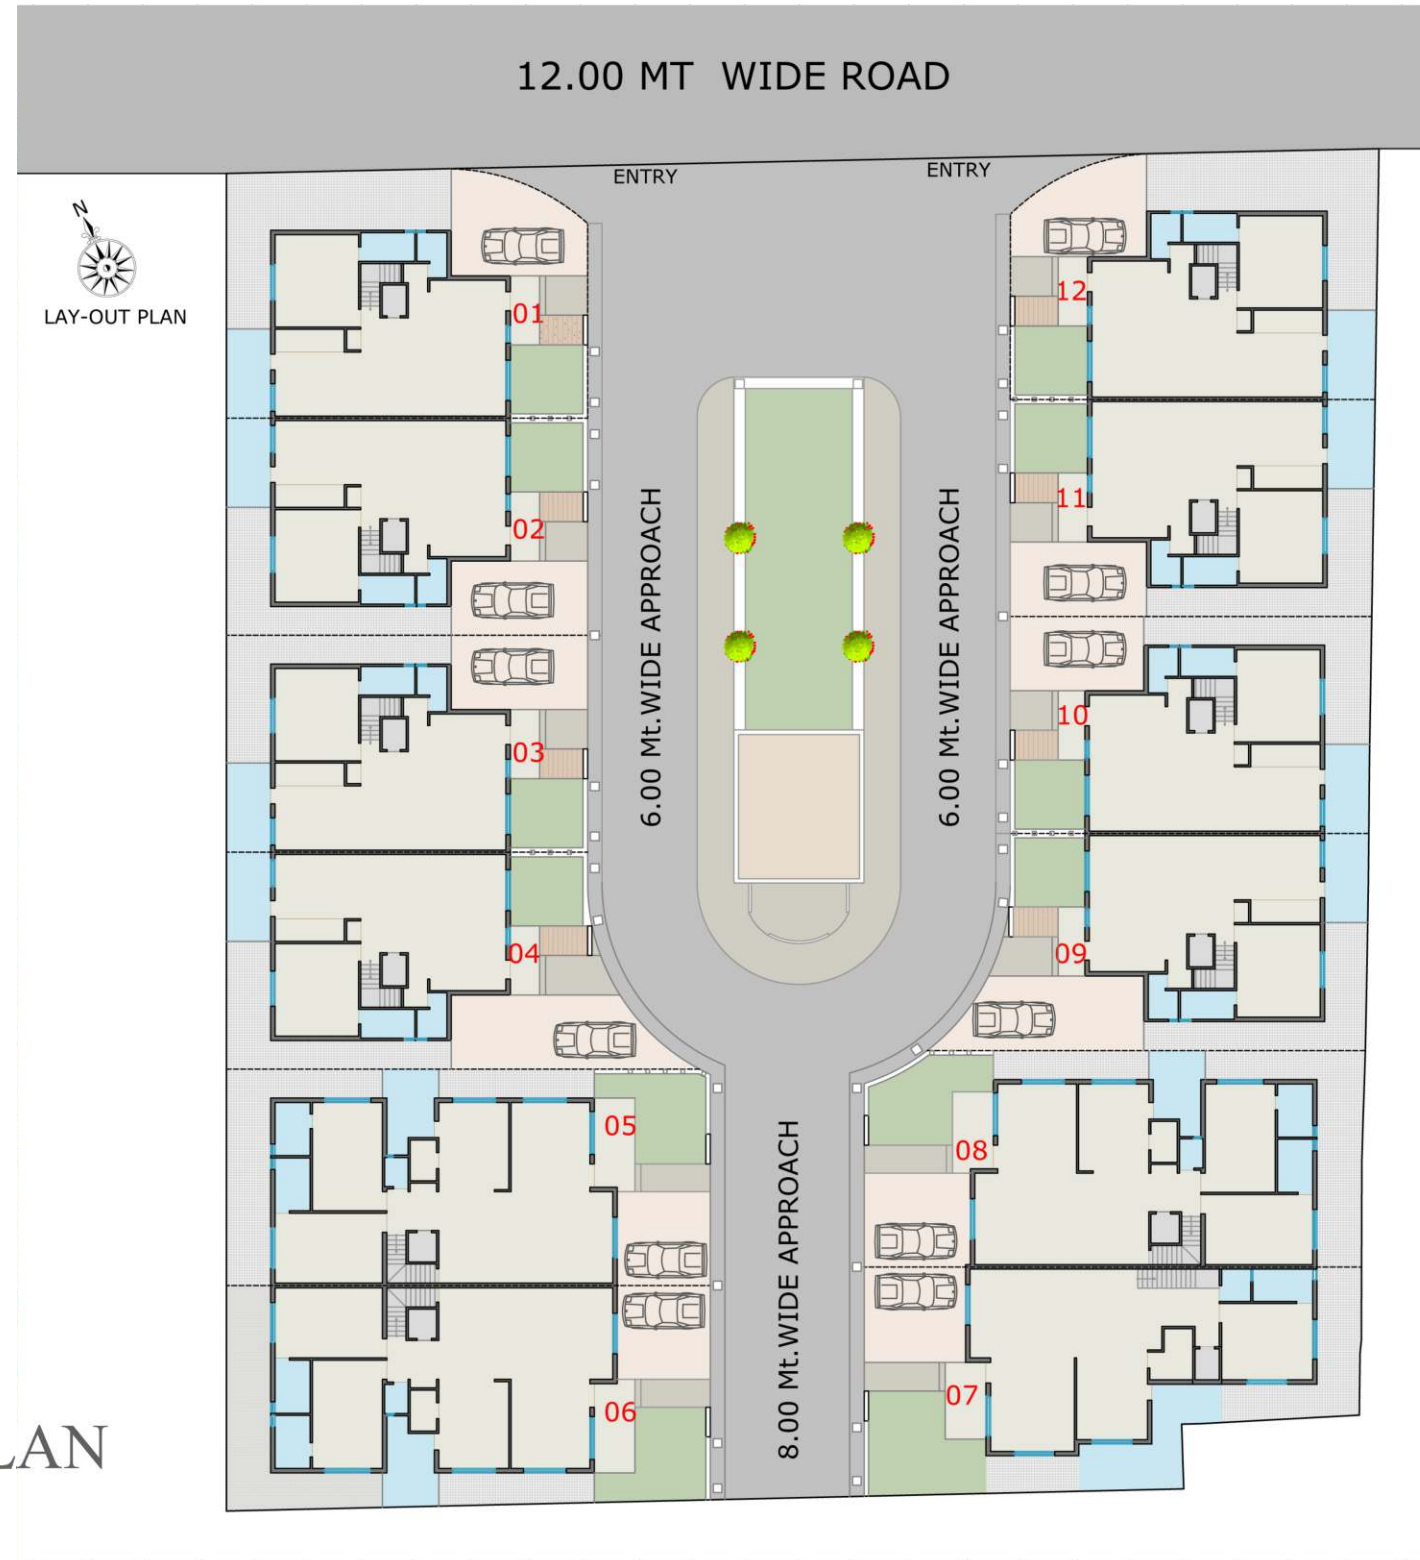 12.00 MT WIDE ROAD
ENTRY
ENTRY
N
LAY-OUT PLAN
01
12
02
11
6.00 Mt.WIDE APPROACH
6.00 Mt.WIDE APPROACH
03
10
04
09
05
08
8.00 Mt.WIDE APPROACH
06
07
LAN